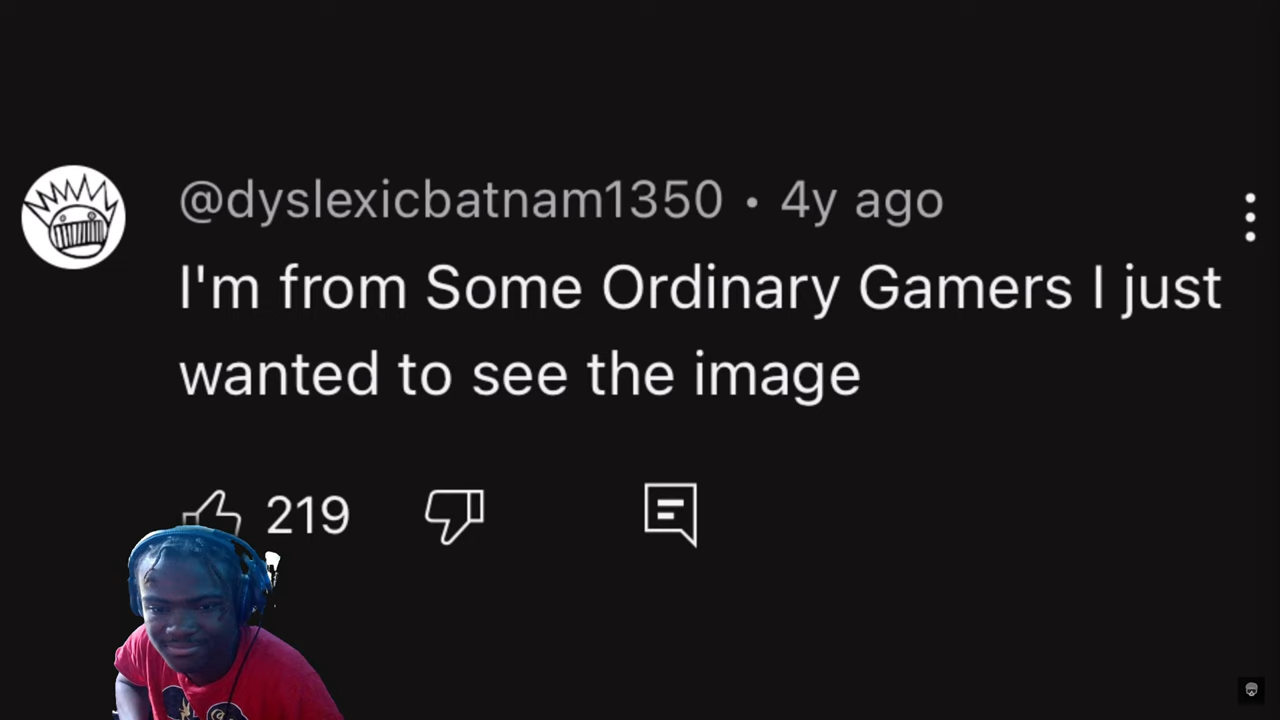 @dyslexicbatnam1350 • 4y ago
I'm from Some Ordinary Gamers I just
wanted to see the image
219